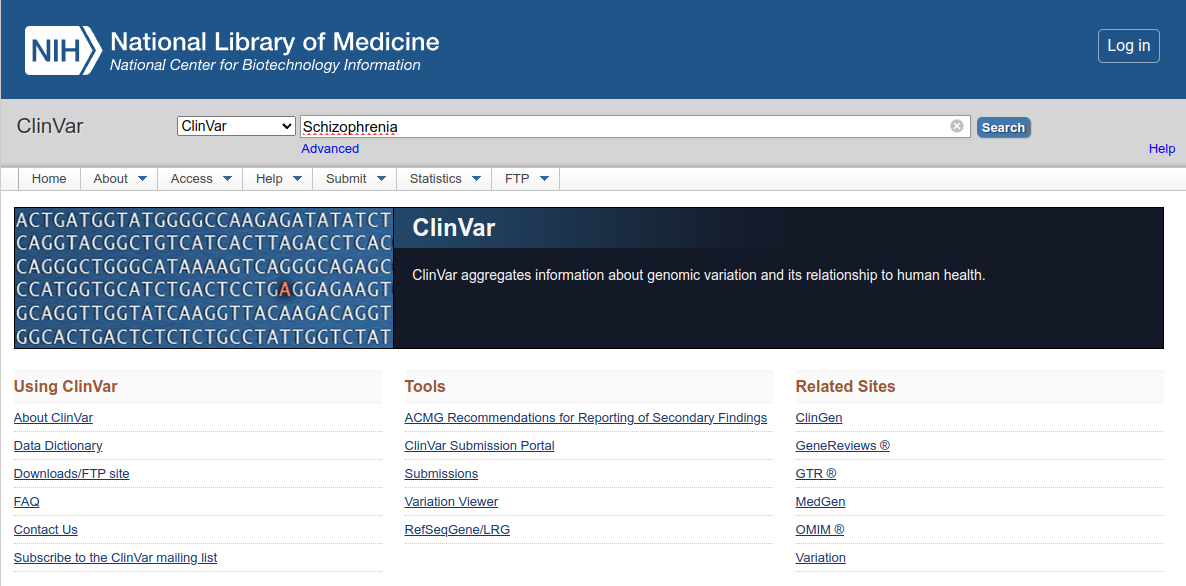 NIH National Library of Medicine
National Center for Biotechnology Information
Log in
ClinVar
ClinVar
Schizophrenia
Search
Advanced
Help
Home About Access Help Submit Statistics FTP
ACTGATGGTATGGGGCCAAGAGATATATCT
CAGGTACGGCTGTCATCACTTAGACCTCAC
CAGGGCTGGGCATAAAAGTCAGGGCAGAGC
CCATGGTGCATCTGACTCCTGAGGAGAAGT
GCAGGTTGGTATCAAGGTTACAAGACAGGT
GGCACTGACTCTCTCTGCCTATTGGTCTAT
ClinVar
ClinVar aggregates information about genomic variation and its relationship to human health.
Using ClinVar
About ClinVar
Data Dictionary
Downloads/FTP site
FAQ
Contact Us
Subscribe to the ClinVar mailing list
Tools
ACMG Recommendations for Reporting of Secondary Findings
ClinVar Submission Portal
Submissions
Variation Viewer
RefSeqGene/LRG
Related Sites
ClinGen
GeneReviews ®
GTR ®
MedGen
OMIM ®
Variation